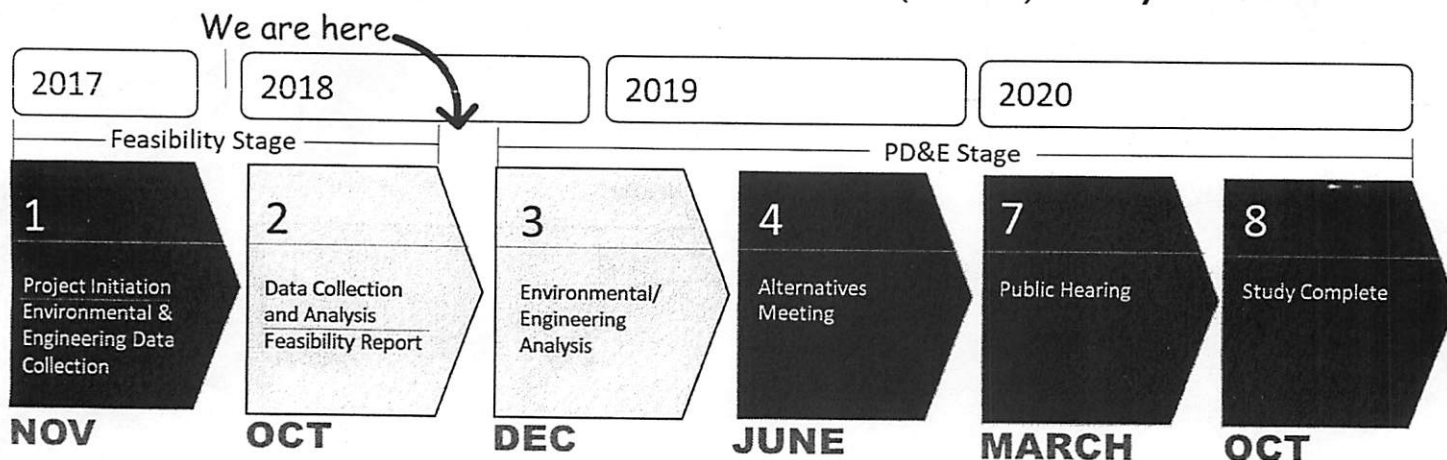 We are here
2017
2018
2019
2020
Feasibility Stage
PD&E Stage
1
Project Initiation
Environmental &
Engineering Data
Collection
NOV
2
Data Collection
and Analysis
Feasibility Report
OCT
3
Environmental/
Engineering
Analysis
DEC
4
Alternatives
Meeting
JUNE
7
Public Hearing
MARCH
8
Study Complete
OCT